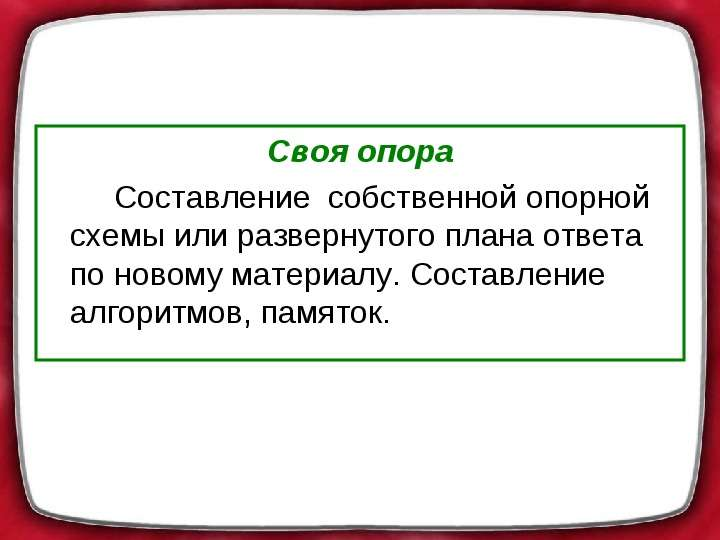 Своя опора
Составление собственной опорной
схемы или развернутого плана ответа
по новому материалу. Составление
алгоритмов, памяток.